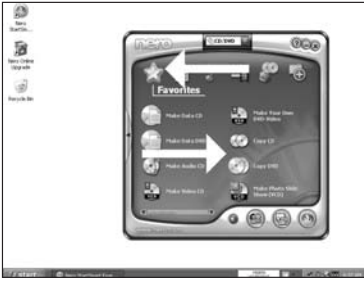 Nero
StartSm...
Nero Online
Upgrade
Recycle Bin
nero
CD/DVD
Favorites
Make Data CD
Make Your Own
DVD-Video
Make Data DVD
Copy CD
Make Audio CD
Copy DVD
Make Video CD
Make Photo Slide
Show (VCD)
start